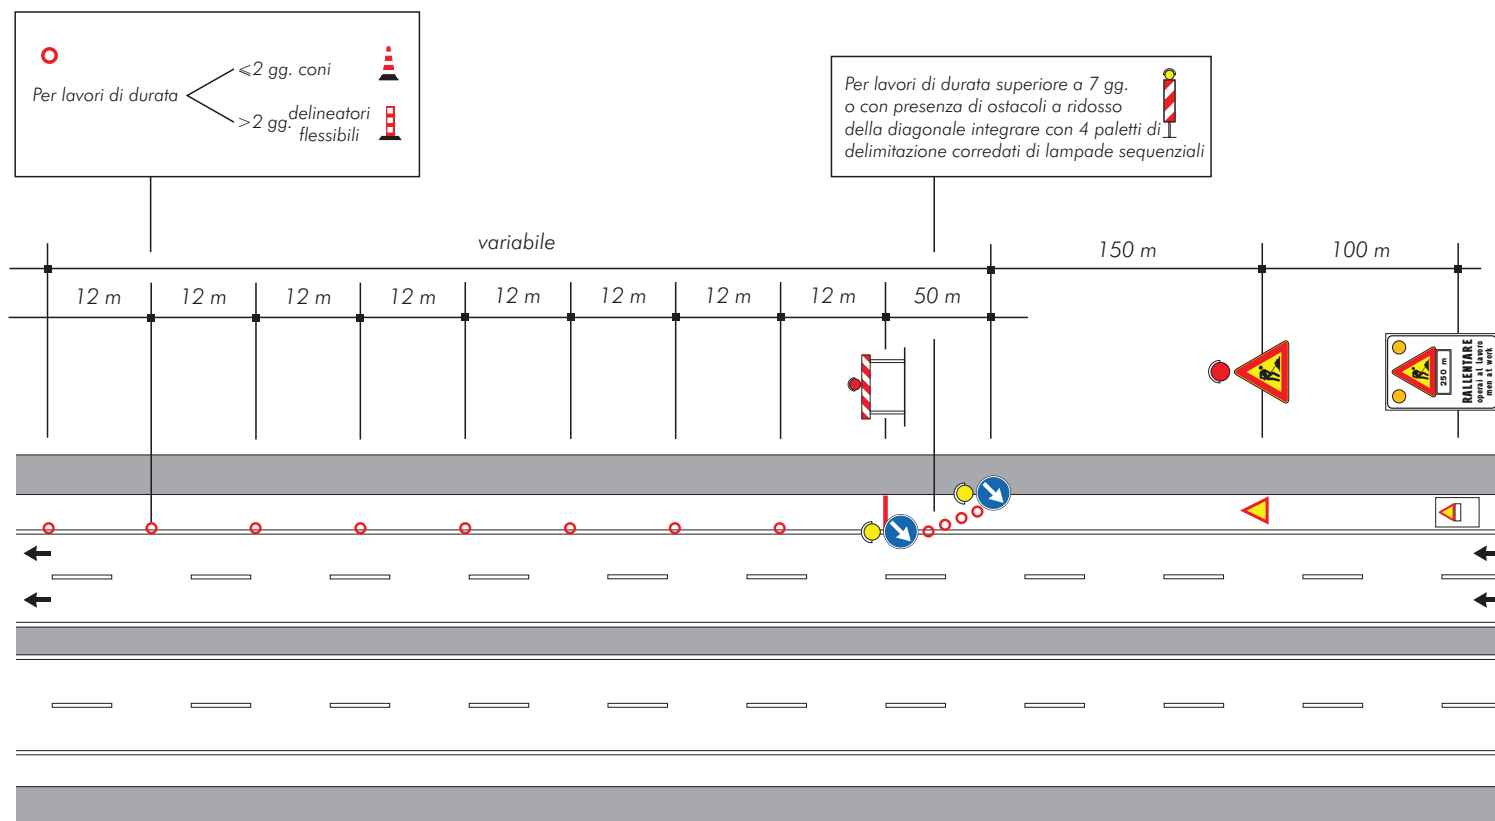 Per lavori di durata
⩽2 gg. coni
>2 gg. delineatori
flessibili
Per lavori di durata superiore a 7 gg.
o con presenza di ostacoli a ridosso
della diagonale integrare con 4 paletti di
delimitazione corredati di lampade sequenziali
variabile
150 m
100 m
12 m
12 m
12 m
12 m
12 m
12 m
12 m
12 m
50 m
250 m
RALLENTARE
operai al lavoro
men at work